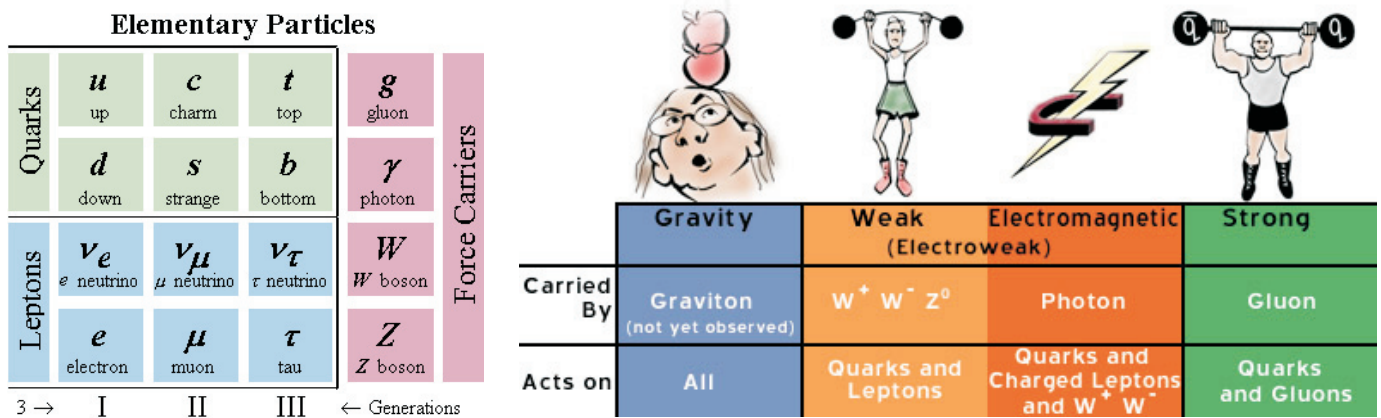 Elementary Particles
Quarks
u
c
t
g
up
charm
top
gluon
d
s
b
γ
down
strange
bottom
photon
Leptons
νe
νμ
ντ
W
e neutrino
μ neutrino
τ neutrino
W boson
e
μ
τ
Z
electron
muon
tau
Z boson
Force Carriers
3 → I II III ← Generations
q̅ q
Gravity
Weak
Electromagnetic
(Electroweak)
Strong
Carried
By
Graviton
(not yet observed)
W⁺ W⁻ Z⁰
Photon
Gluon
Acts on
All
Quarks and
Leptons
Quarks and
Charged Leptons
and W⁺ W⁻
Quarks
and Gluons